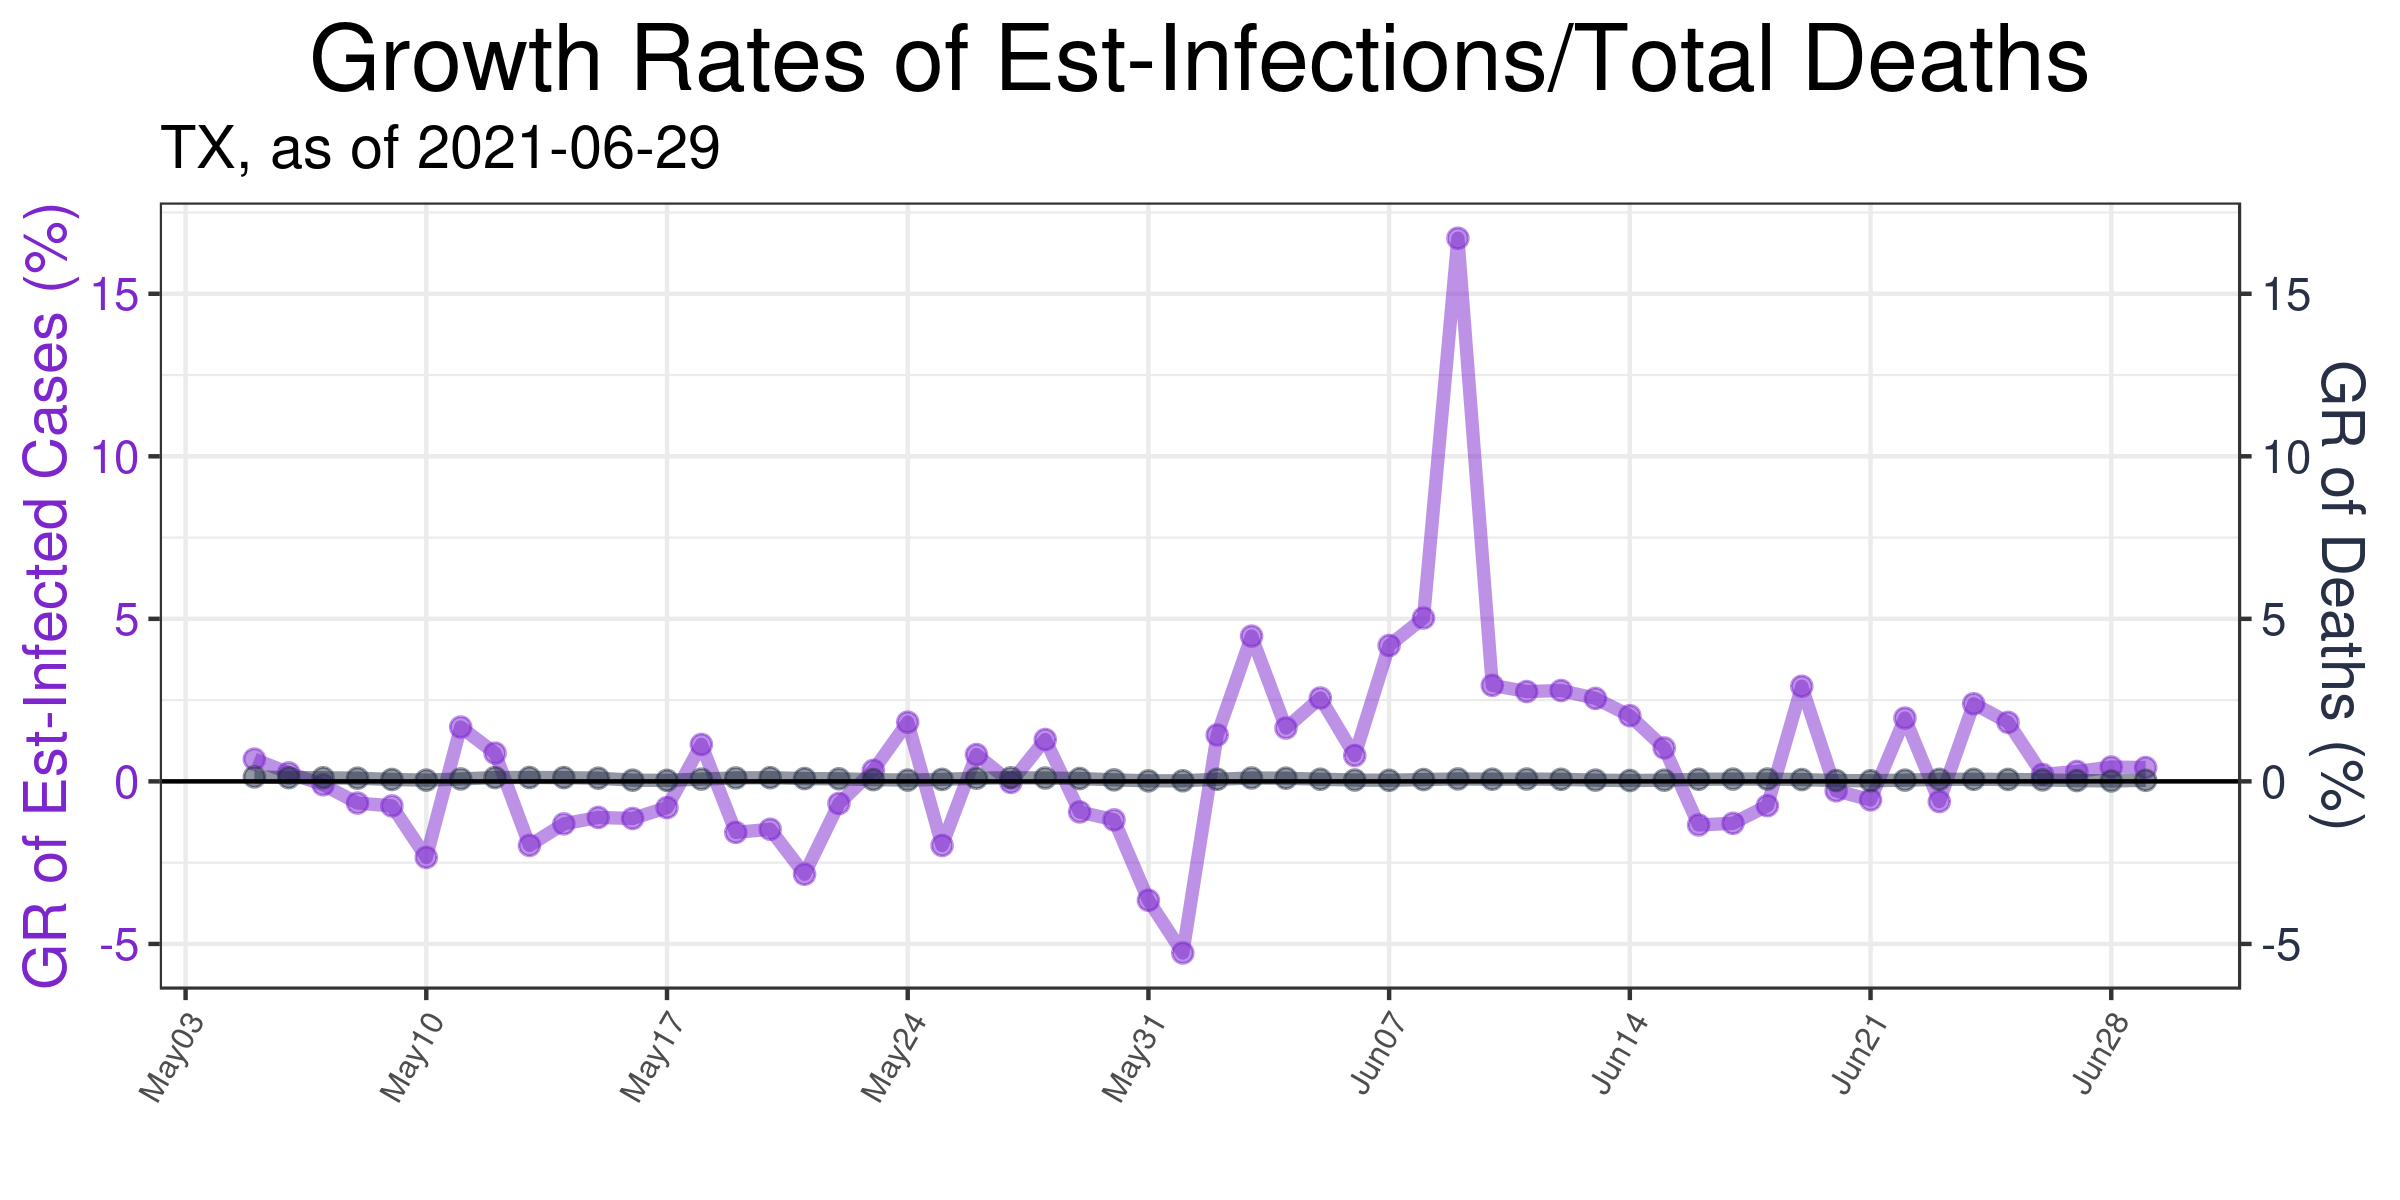 Growth Rates of Est-Infections/Total Deaths
TX, as of 2021-06-29
GR of Est-Infected Cases (%)
15
10
5
0
-5
15
10
5
0
-5
GR of Deaths (%)
May03
May10
May17
May24
May31
Jun07
Jun14
Jun21
Jun28